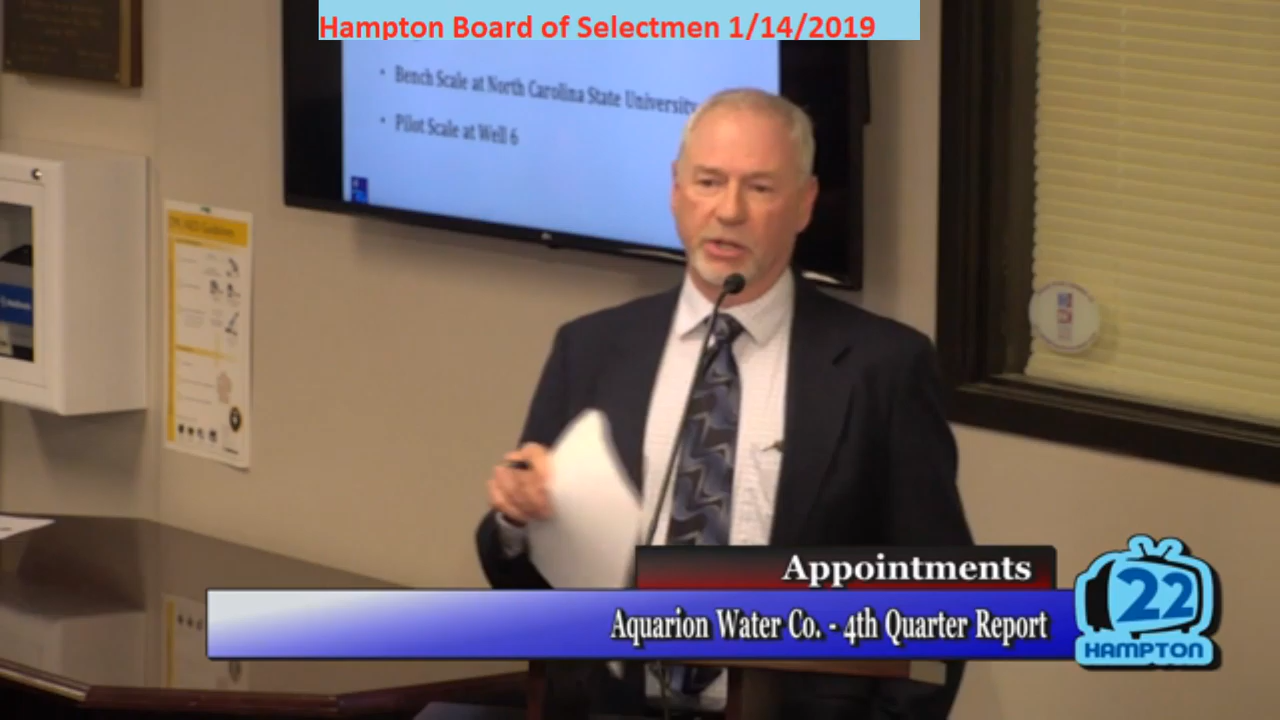 Hampton Board of Selectmen 1/14/2019
• Bench Scale at North Carolina State University
• Pilot Scale at Well 6
Appointments
Aquarion Water Co. - 4th Quarter Report
22
HAMPTON